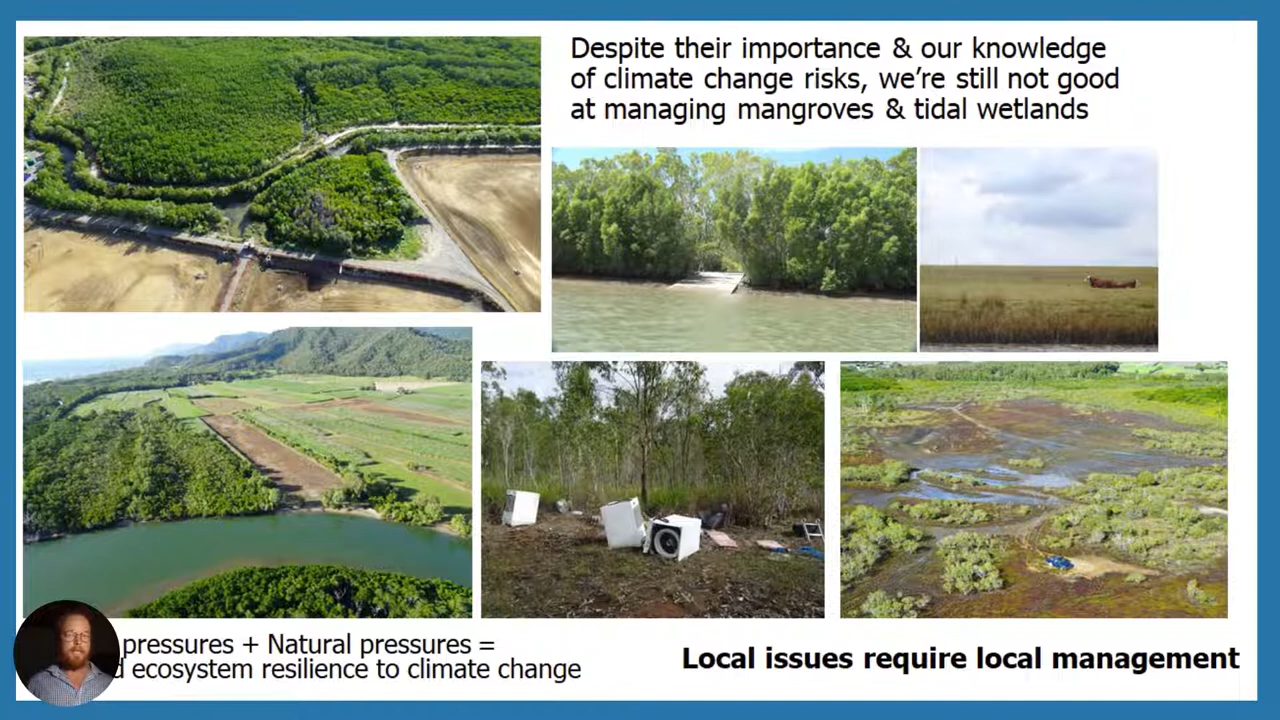 Despite their importance & our knowledge
of climate change risks, we’re still not good
at managing mangroves & tidal wetlands
pressures + Natural pressures =
ecosystem resilience to climate change
Local issues require local management